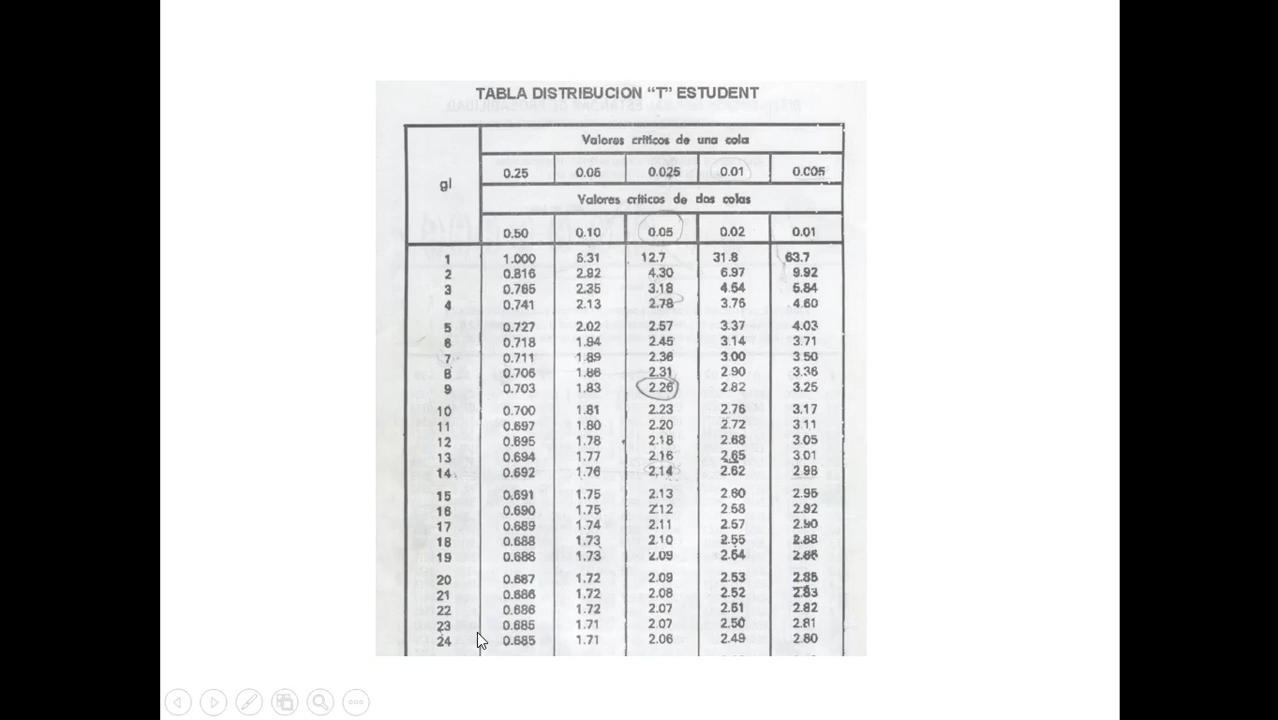 TABLA DISTRIBUCION “T” ESTUDENT
Valores críticos de una cola
gl
0.25 0.05 0.025 0.01 0.005
Valores críticos de dos colas
0.50 0.10 0.05 0.02 0.01
1 1.000 6.31 12.7 31.8 63.7
2 0.816 2.92 4.30 6.97 9.92
3 0.765 2.35 3.18 4.54 5.84
4 0.741 2.13 2.78 3.76 4.60
5 0.727 2.02 2.57 3.37 4.03
6 0.718 1.94 2.45 3.14 3.71
7 0.711 1.89 2.36 3.00 3.50
8 0.706 1.86 2.31 2.90 3.36
9 0.703 1.83 2.26 2.82 3.25
10 0.700 1.81 2.23 2.76 3.17
11 0.697 1.80 2.20 2.72 3.11
12 0.695 1.78 2.18 2.68 3.05
13 0.694 1.77 2.16 2.65 3.01
14 0.692 1.76 2.14 2.62 2.98
15 0.691 1.75 2.13 2.60 2.95
16 0.690 1.75 2.12 2.58 2.92
17 0.689 1.74 2.11 2.57 2.90
18 0.688 1.73 2.10 2.55 2.88
19 0.688 1.73 2.09 2.54 2.86
20 0.687 1.72 2.09 2.53 2.85
21 0.686 1.72 2.08 2.52 2.83
22 0.686 1.72 2.07 2.51 2.82
23 0.685 1.71 2.07 2.50 2.81
24 0.685 1.71 2.06 2.49 2.80